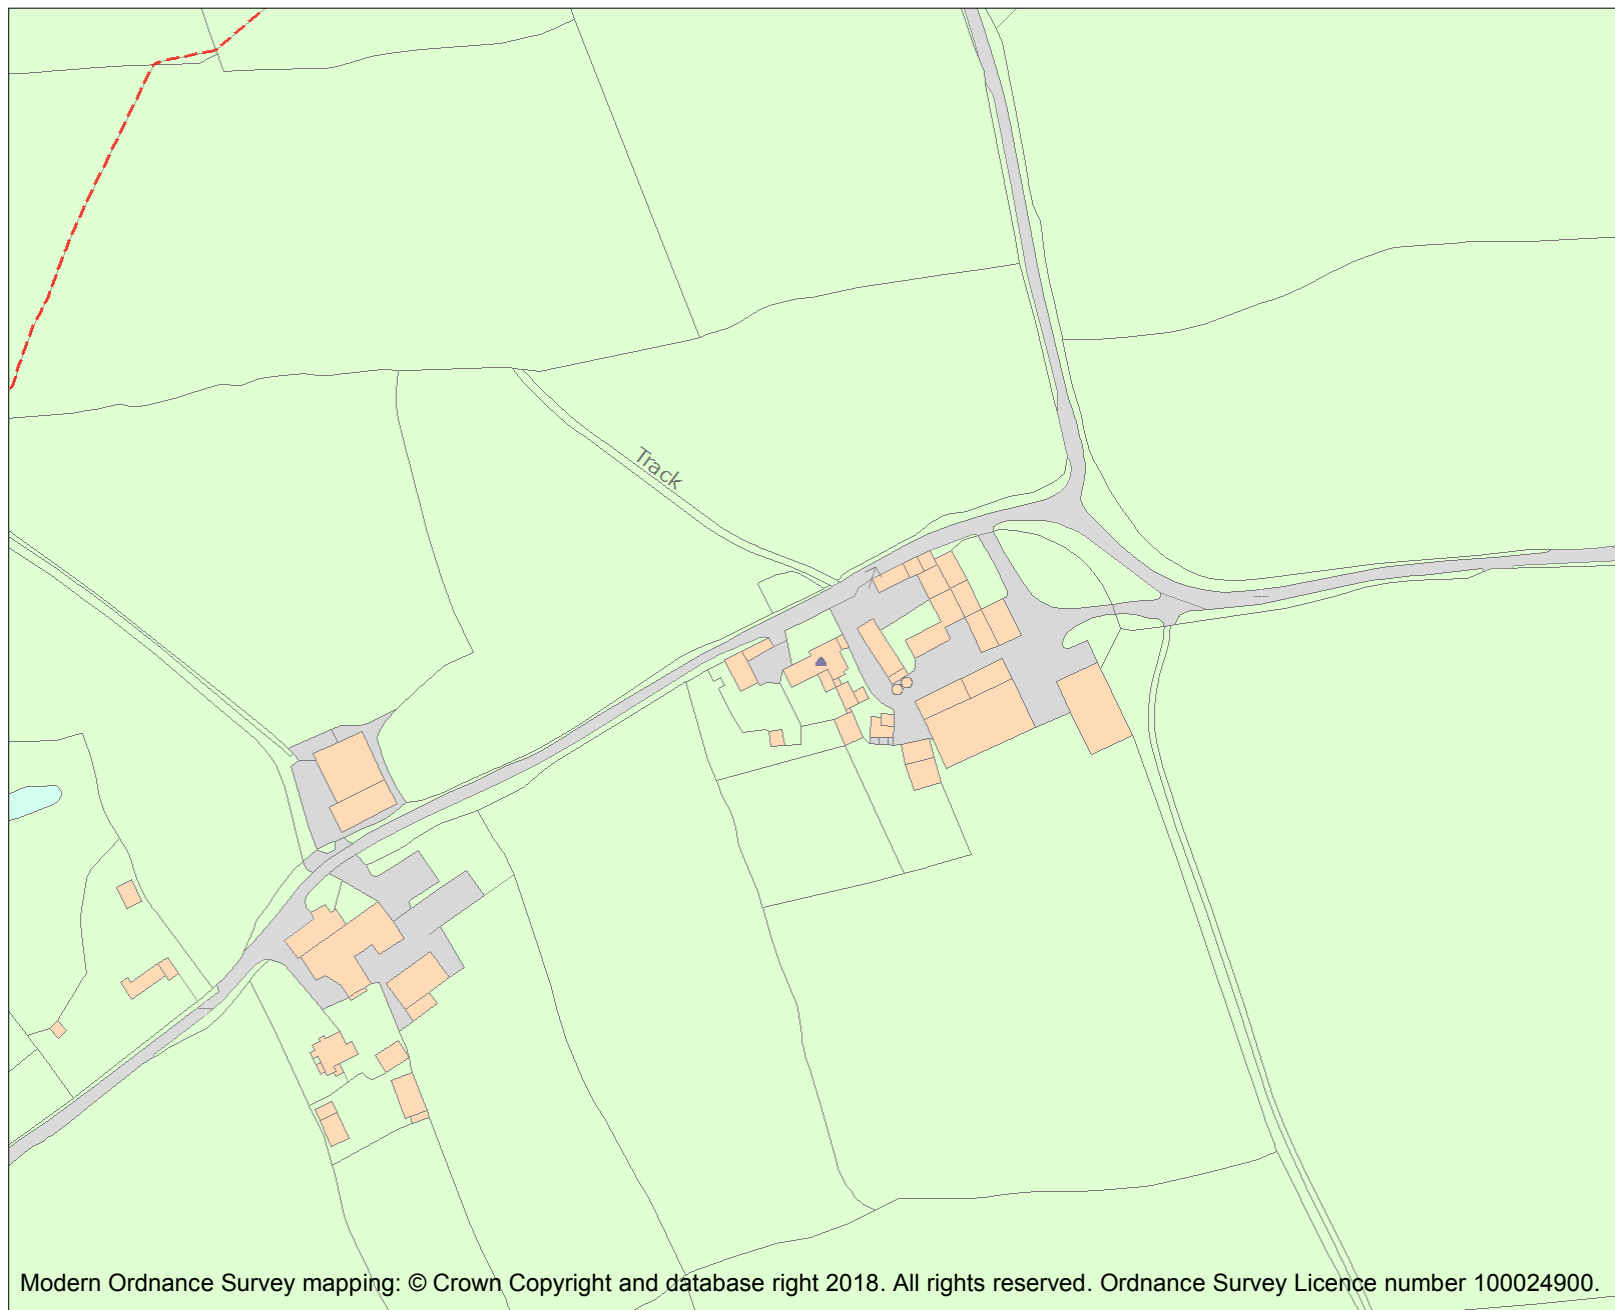 Track
Modern Ordnance Survey mapping: © Crown Copyright and database right 2018. All rights reserved. Ordnance Survey Licence number 100024900.